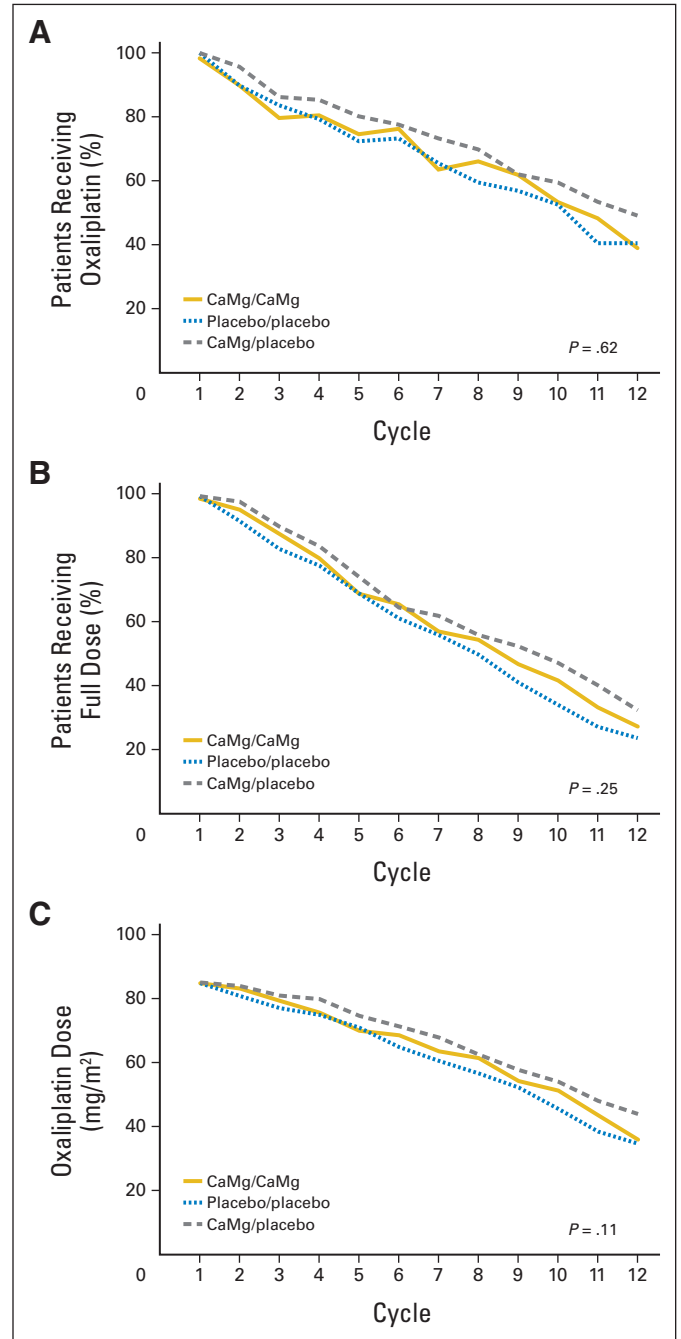 A
Patients Receiving
Oxaliplatin (%)
100
80
60
40
20
0
CaMg/CaMg
Placebo/placebo
CaMg/placebo
P = .62
1 2 3 4 5 6 7 8 9 10 11 12
Cycle
B
Patients Receiving
Full Dose (%)
100
80
60
40
20
0
CaMg/CaMg
Placebo/placebo
CaMg/placebo
P = .25
1 2 3 4 5 6 7 8 9 10 11 12
Cycle
C
Oxaliplatin Dose
(mg/m²)
100
80
60
40
20
0
CaMg/CaMg
Placebo/placebo
CaMg/placebo
P = .11
1 2 3 4 5 6 7 8 9 10 11 12
Cycle